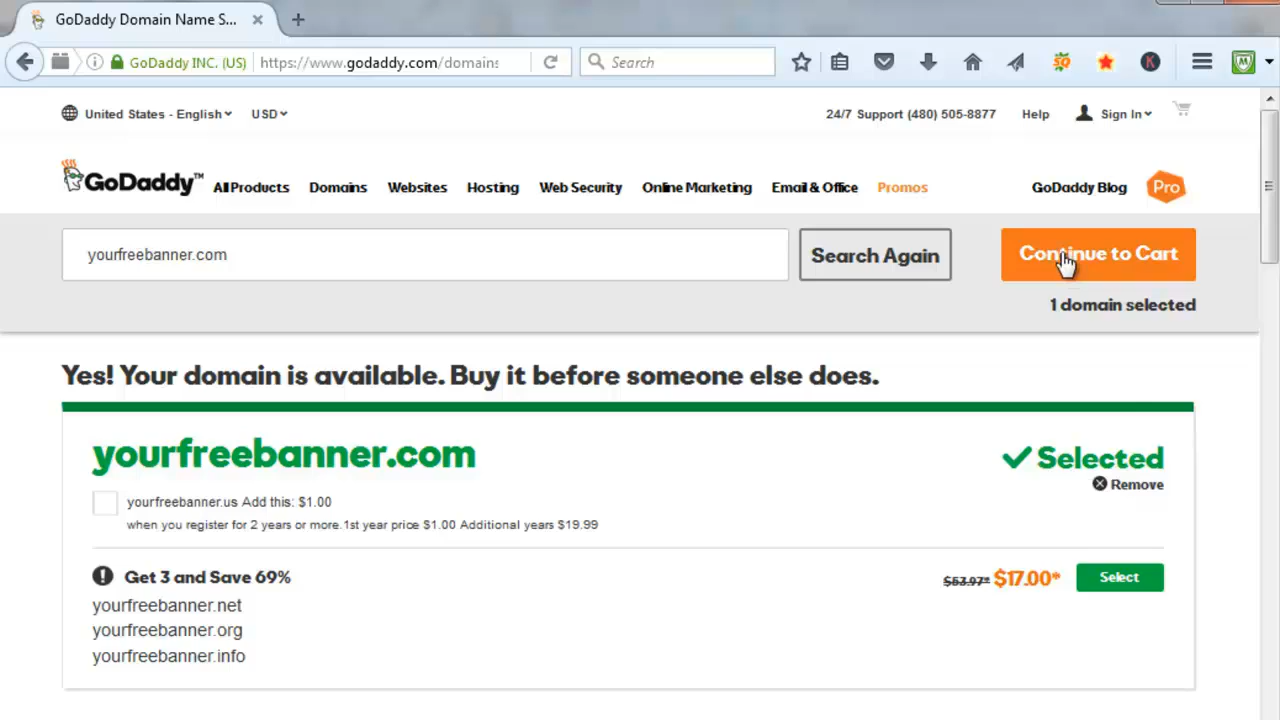 GoDaddy Domain Name S...
GoDaddy INC. (US) https://www.godaddy.com/domains Search
United States - English USD 24/7 Support (480) 505-8877 Help Sign In
GoDaddy™ All Products Domains Websites Hosting Web Security Online Marketing Email & Office Promos GoDaddy Blog Pro
yourfreebanner.com Search Again Continue to Cart
1 domain selected
Yes! Your domain is available. Buy it before someone else does.
yourfreebanner.com Selected
Remove
yourfreebanner.us Add this: $1.00
when you register for 2 years or more.1st year price $1.00 Additional years $19.99
Get 3 and Save 69% $53.97* $17.00* Select
yourfreebanner.net
yourfreebanner.org
yourfreebanner.info